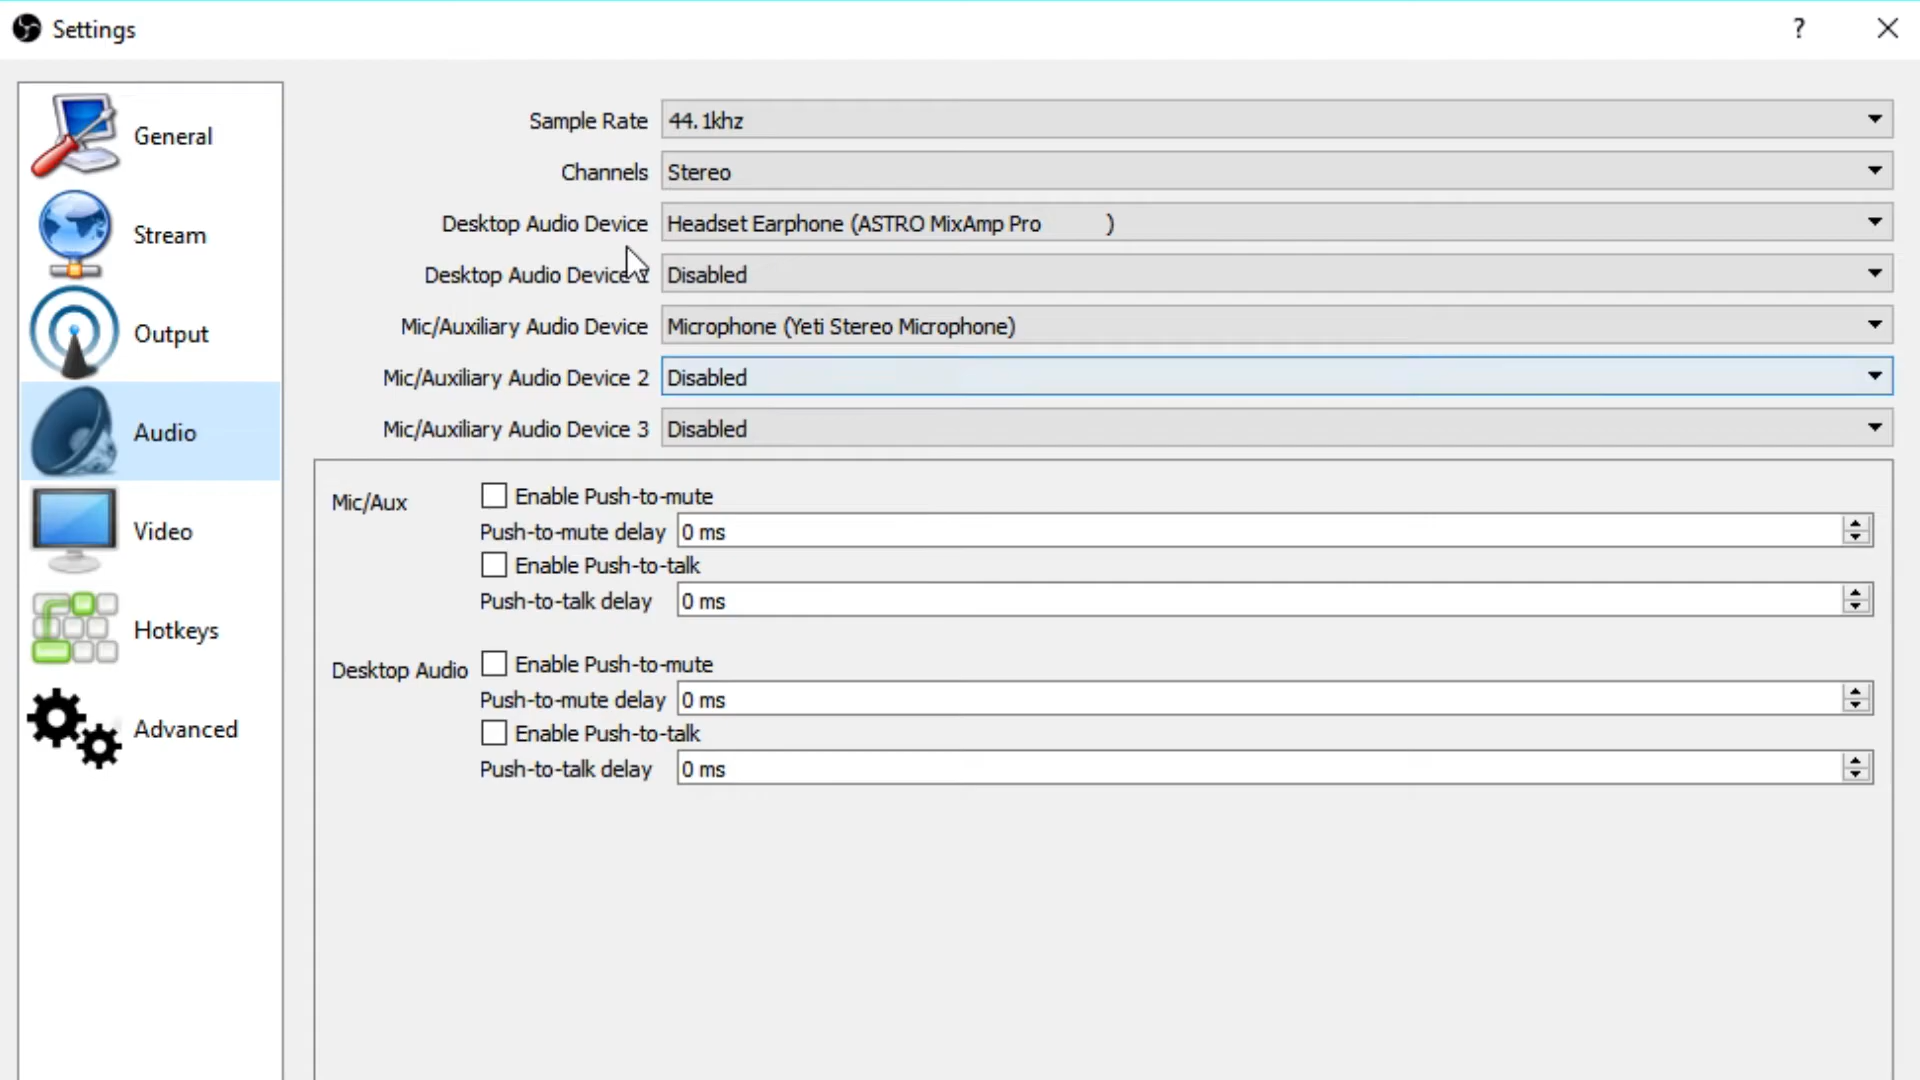 Settings
?
General
Stream
Output
Audio
Video
Hotkeys
Advanced
Sample Rate 44.1khz
Channels Stereo
Desktop Audio Device Headset Earphone (ASTRO MixAmp Pro )
Desktop Audio Device 2 Disabled
Mic/Auxiliary Audio Device Microphone (Yeti Stereo Microphone)
Mic/Auxiliary Audio Device 2 Disabled
Mic/Auxiliary Audio Device 3 Disabled
Mic/Aux Enable Push-to-mute
Push-to-mute delay 0 ms
Enable Push-to-talk
Push-to-talk delay 0 ms
Desktop Audio Enable Push-to-mute
Push-to-mute delay 0 ms
Enable Push-to-talk
Push-to-talk delay 0 ms